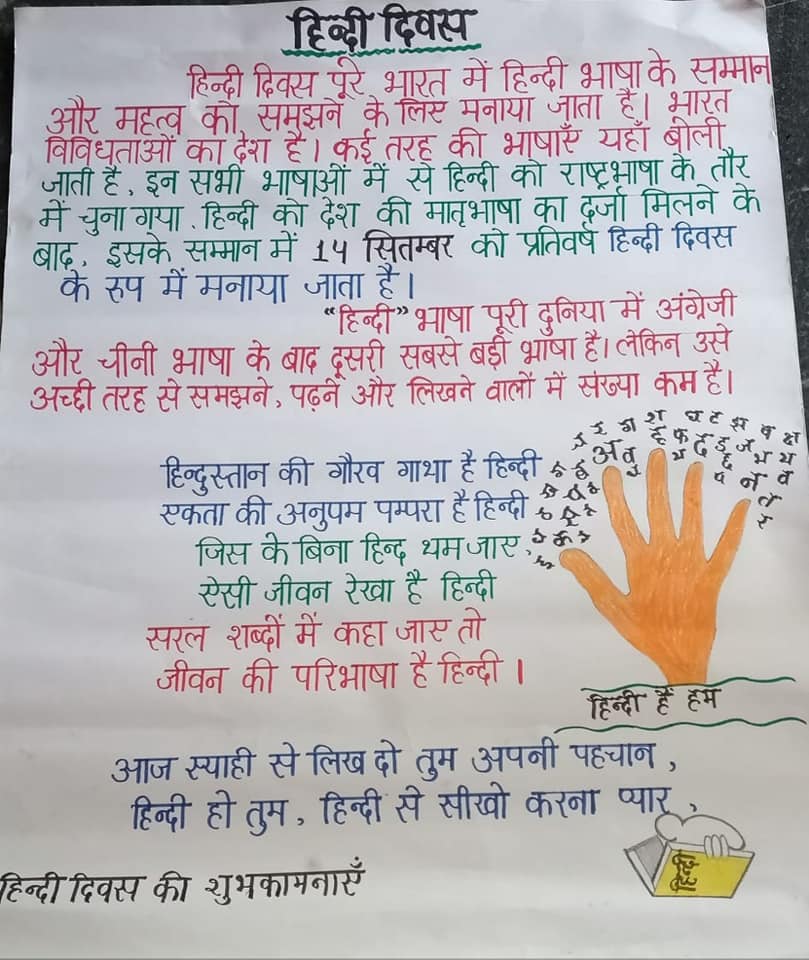 हिन्दी दिवस
हिन्दी दिवस पूरे भारत में हिन्दी भाषा के सम्मान
और महत्व को समझने के लिए मनाया जाता है। भारत
विविधताओं का देश है। कई तरह की भाषाएँ यहाँ बोली
जाती है, इन सभी भाषाओं में से हिन्दी को राष्ट्रभाषा के तौर
में चुना गया. हिन्दी को देश की मातृभाषा का दर्जा मिलने के
बाद, इसके सम्मान में 14 सितम्बर को प्रतिवर्ष हिन्दी दिवस
के रुप में मनाया जाता है।
“हिन्दी” भाषा पूरी दुनिया में अंग्रेजी
और चीनी भाषा के बाद दूसरी सबसे बड़ी भाषा है। लेकिन उसे
अच्छी तरह से समझने, पढ़ने और लिखने वालों में संख्या कम है।
हिन्दुस्तान की गौरव गाथा है हिन्दी
एकता की अनुपम पम्परा है हिन्दी
जिस के बिना हिन्द थम जाए,
ऐसी जीवन रेखा है हिन्दी
सरल शब्दों में कहा जाए तो
जीवन की परिभाषा है हिन्दी।
हिन्दी हैं हम
आज स्याही से लिख दो तुम अपनी पहचान,
हिन्दी हो तुम, हिन्दी से सीखो करना प्यार,
हिन्दी दिवस की शुभकामनाएँ